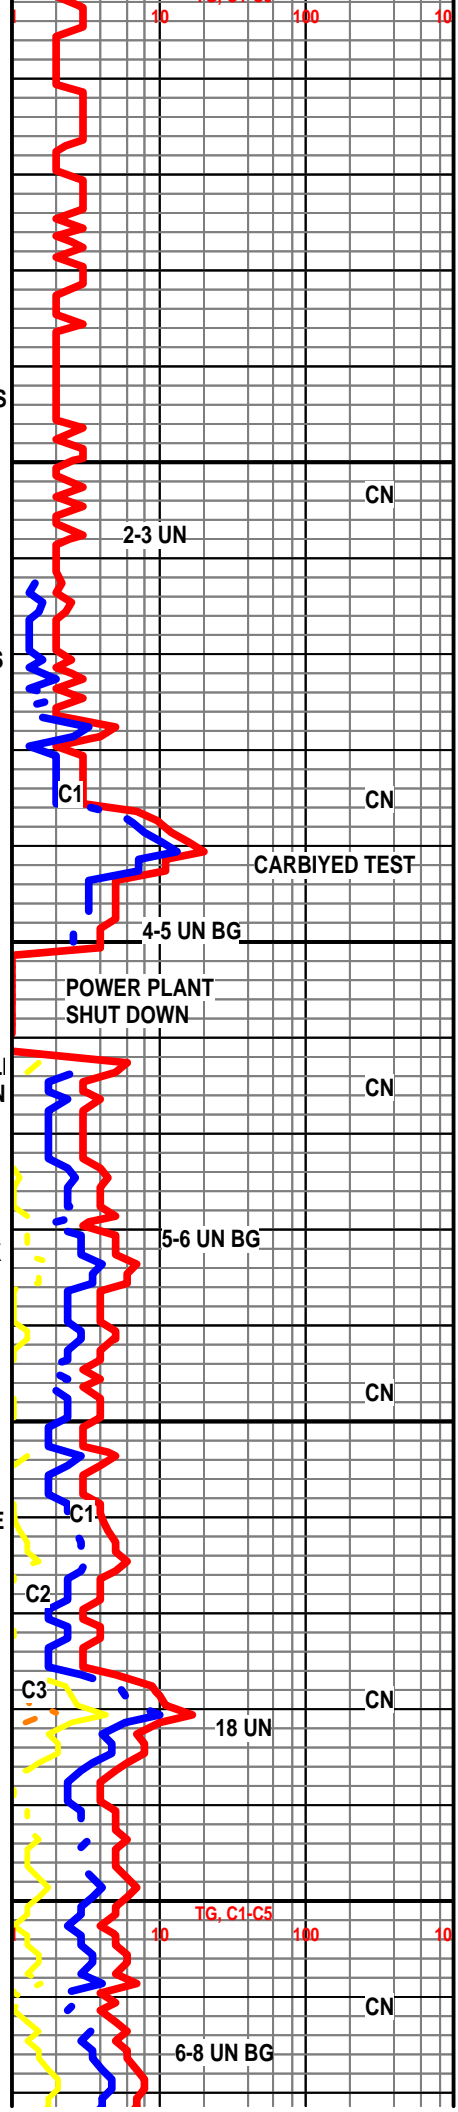 10 100 10
S
CN
2-3 UN
S
C1
CN
CARBIYED TEST
4-5 UN BG
POWER PLANT
SHUT DOWN
N
CN
5-6 UN BG
CN
C1
E
C2
C3
CN
18 UN
TG, C1-C5
10 100 10
CN
6-8 UN BG